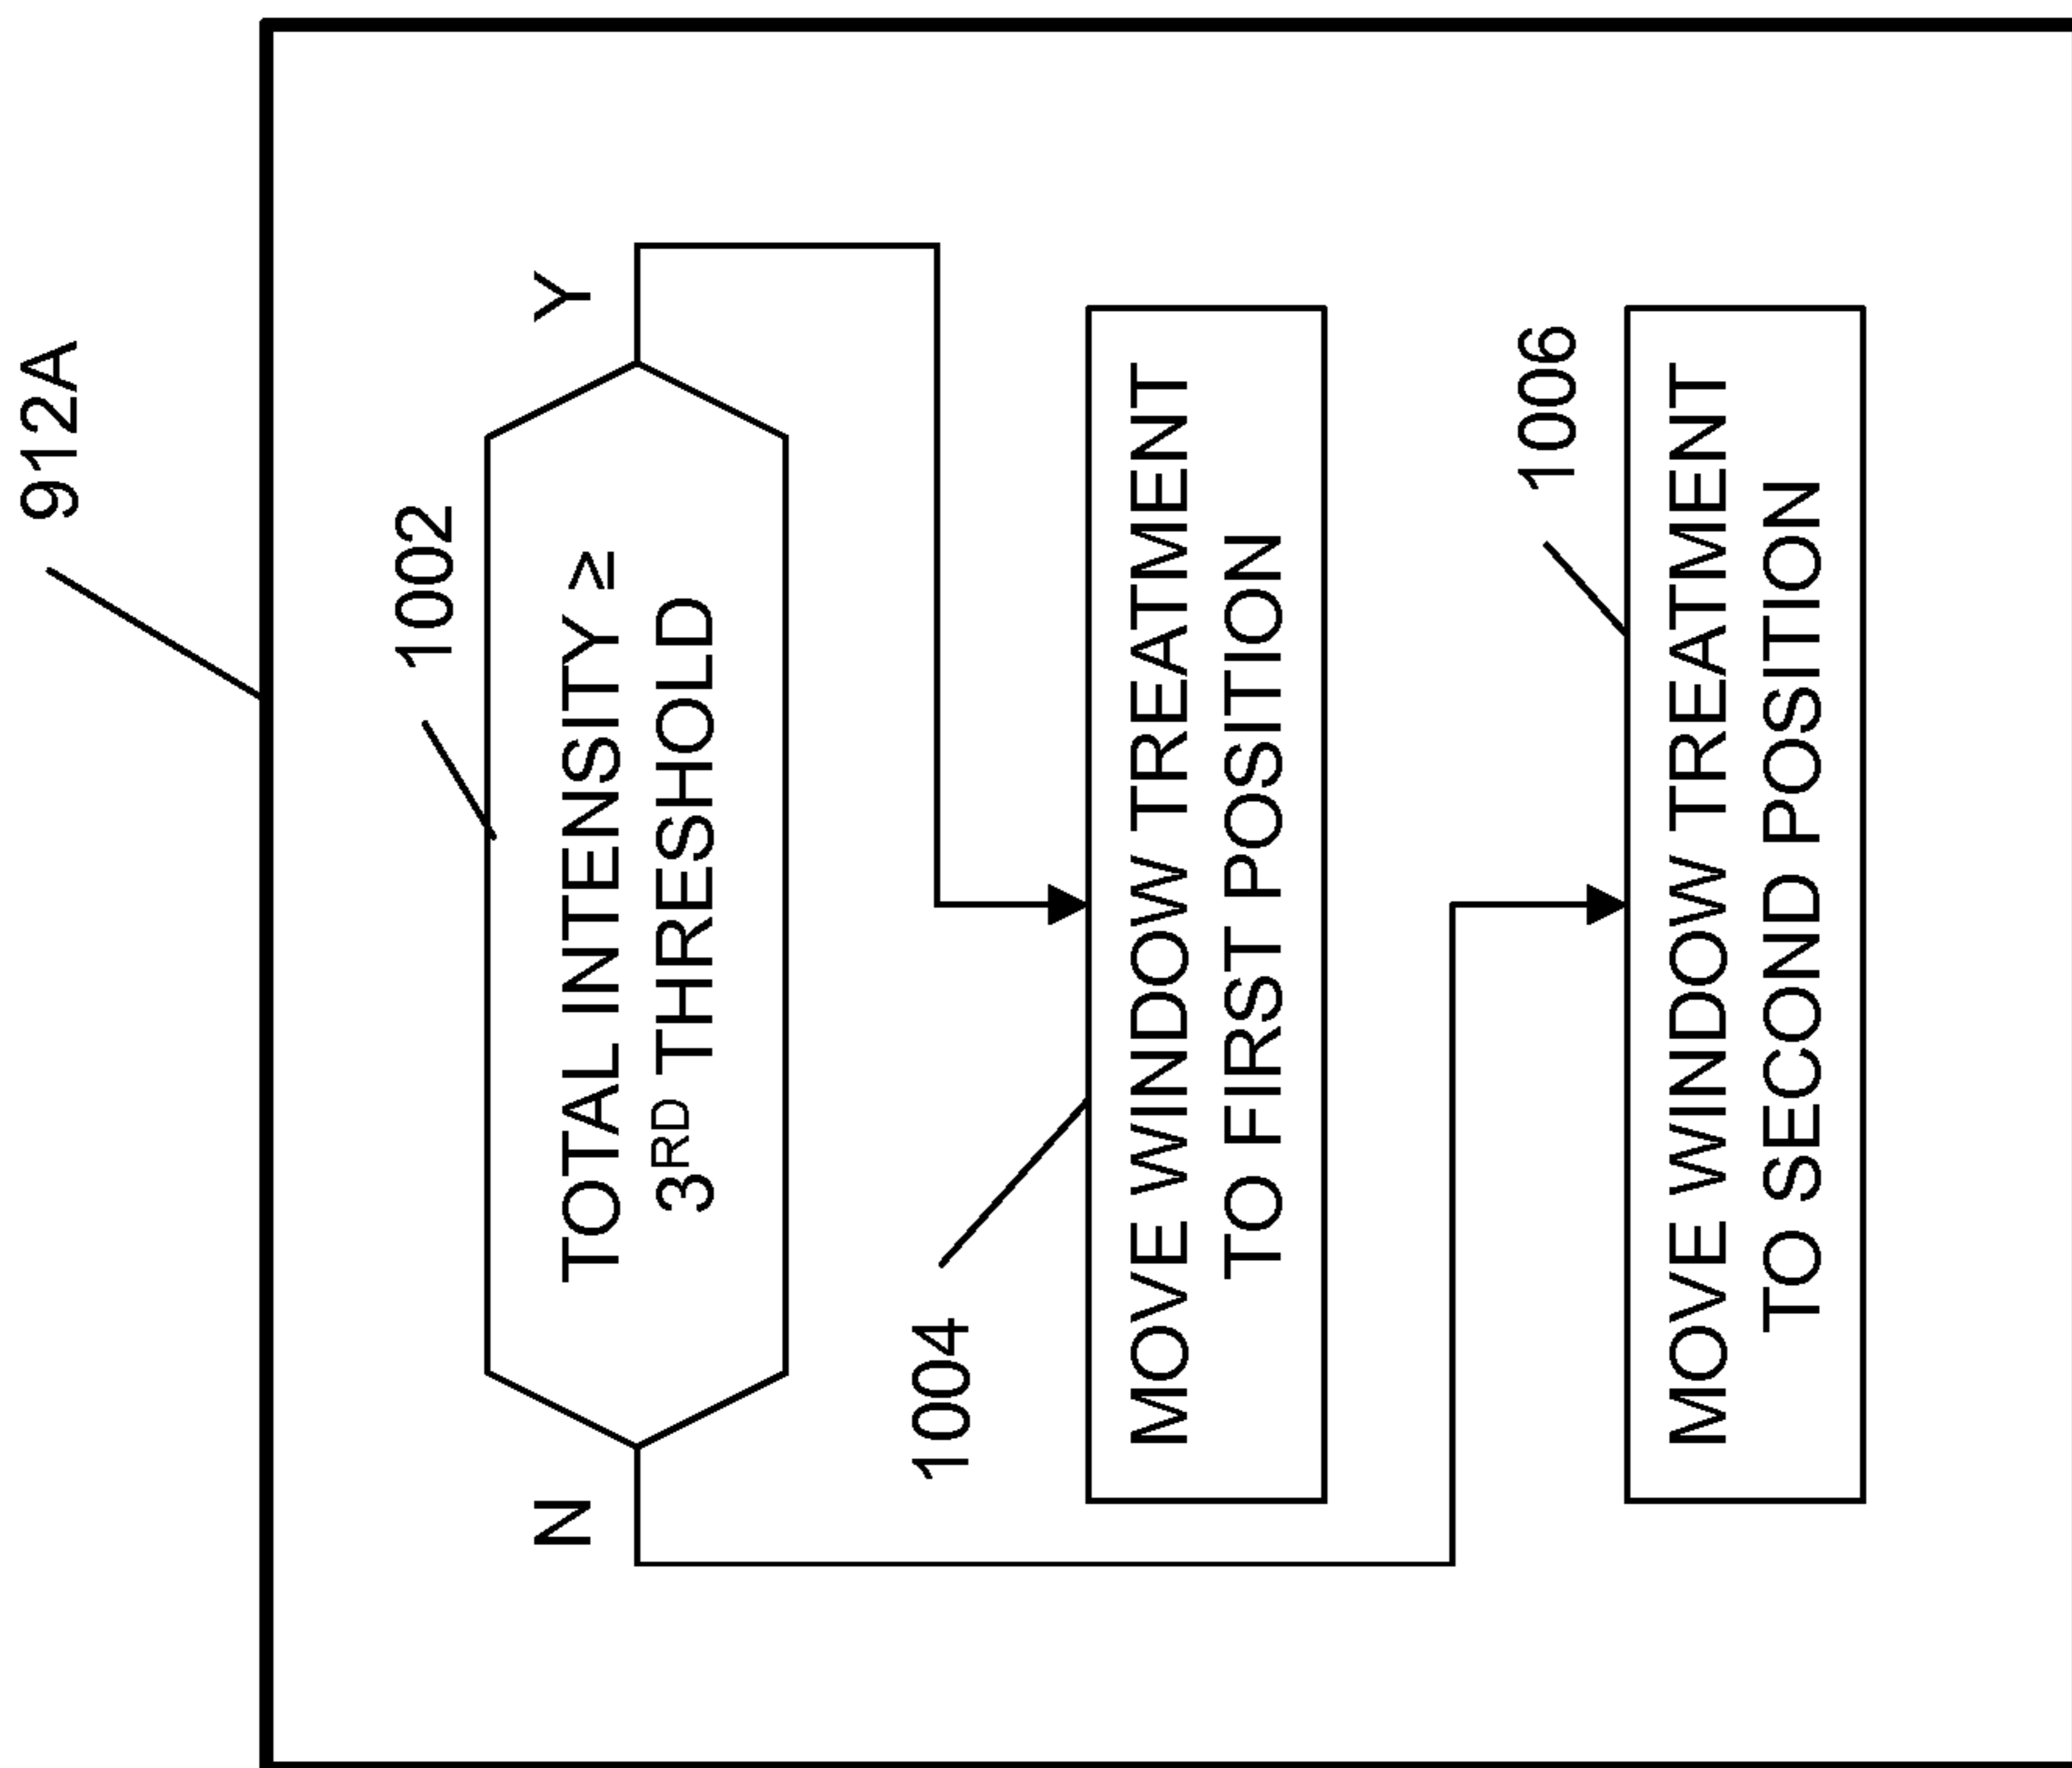 912A
1002
TOTAL INTENSITY ≥
3RD THRESHOLD
N
Y
1004
MOVE WINDOW TREATMENT
TO FIRST POSITION
1006
MOVE WINDOW TREATMENT
TO SECOND POSITION